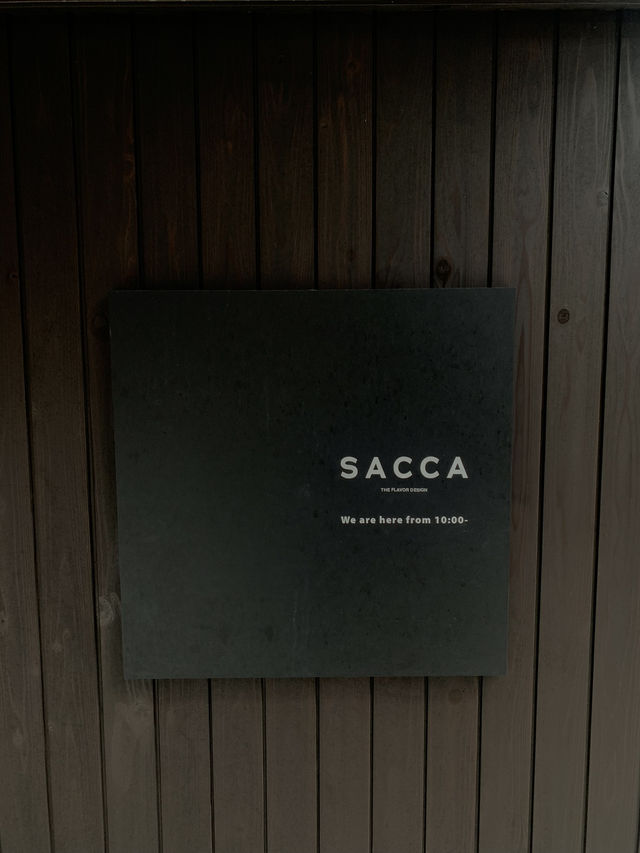 SACCA
THE FLAVOR DESIGN
We are here from 10:00-